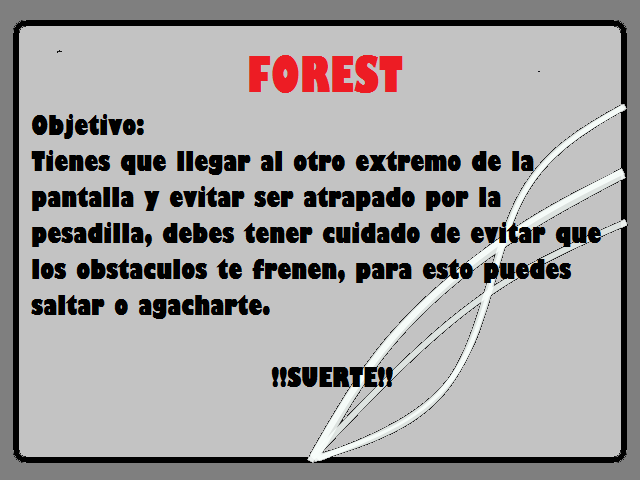 FOREST
Objetivo:
Tienes que llegar al otro extremo de la
pantalla y evitar ser atrapado por la
pesadilla, debes tener cuidado de evitar que
los obstaculos te frenen, para esto puedes
saltar o agacharte.
!!SUERTE!!